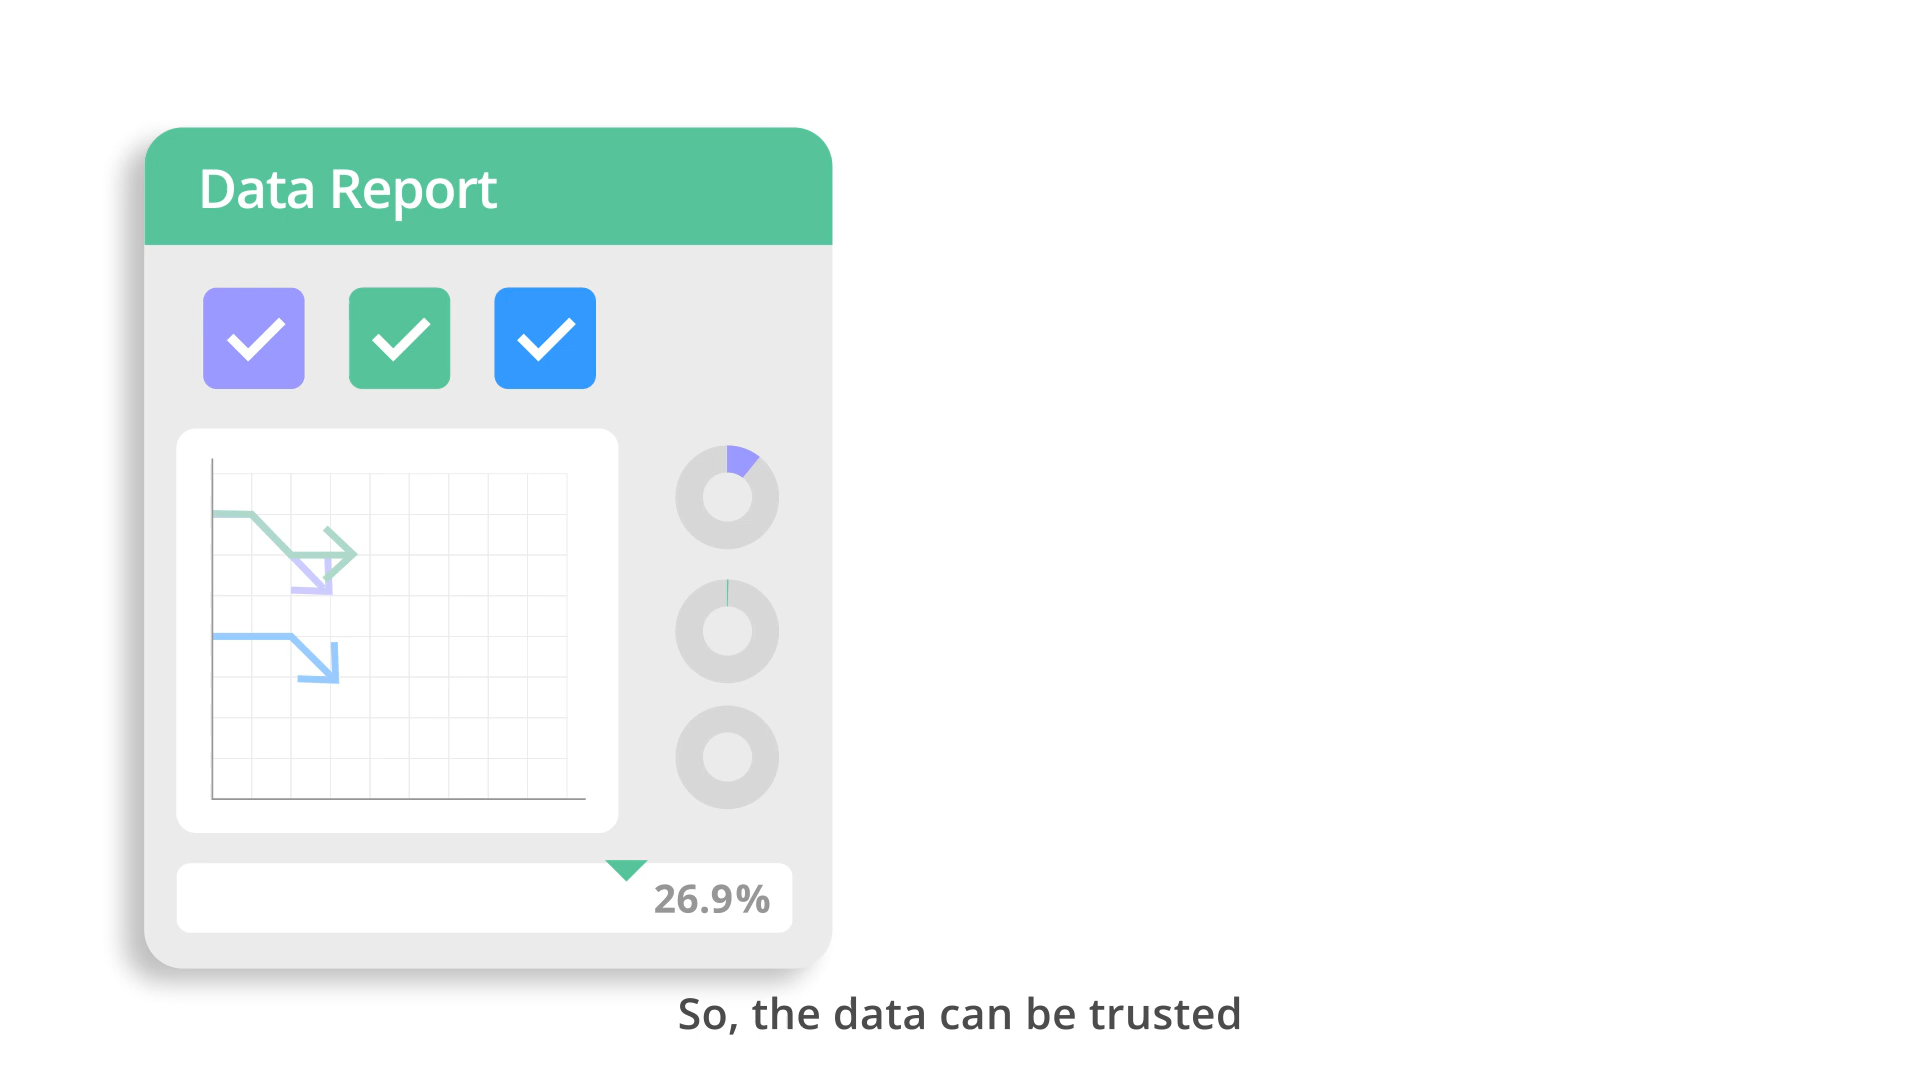 Data Report
26.9%
So, the data can be trusted